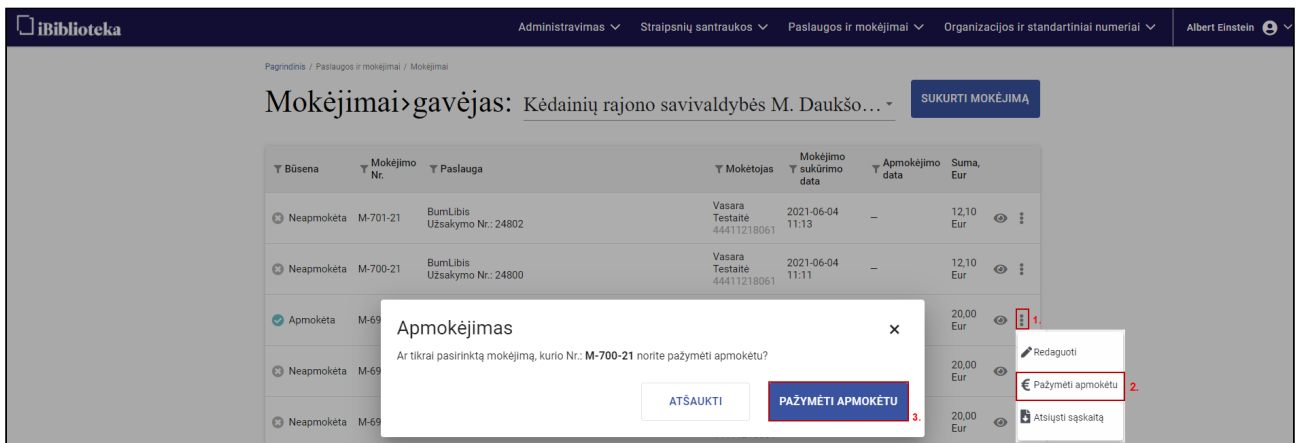 iBiblioteka
Administravimas
Straipsnių santraukos
Paslaugos ir mokėjimai
Organizacijos ir standartiniai numeriai
Albert Einstein
Pagrindinis / Paslaugos ir mokėjimai / Mokėjimai
Mokėjimai›gavėjas: Kėdainių rajono savivaldybės M. Daukšo...
SUKURTI MOKĖJIMĄ
Būsena
Mokėjimo
Nr.
Paslauga
Mokėtojas
Mokėjimo
sukūrimo
data
Apmokėjimo
data
Suma,
Eur
Neapmokėta M-701-21
BumLibis
Užsakymo Nr.: 24802
Vasara
Testaitė
44411218061
2021-06-04
11:13
—
12,10
Eur
Neapmokėta M-700-21
BumLibis
Užsakymo Nr.: 24800
Vasara
Testaitė
44411218061
2021-06-04
11:11
—
12,10
Eur
Apmokėta M-69
20,00
Eur
1.
Neapmokėta M-69
20,00
Eur
Neapmokėta M-69
20,00
Eur
Apmokėjimas
Ar tikrai pasirinktą mokėjimą, kurio Nr.: M-700-21 norite pažymėti apmokėtu?
ATŠAUKTI
PAŽYMĖTI APMOKĖTU
3.
Redaguoti
€ Pažymėti apmokėtu
2.
Atsiųsti sąskaitą